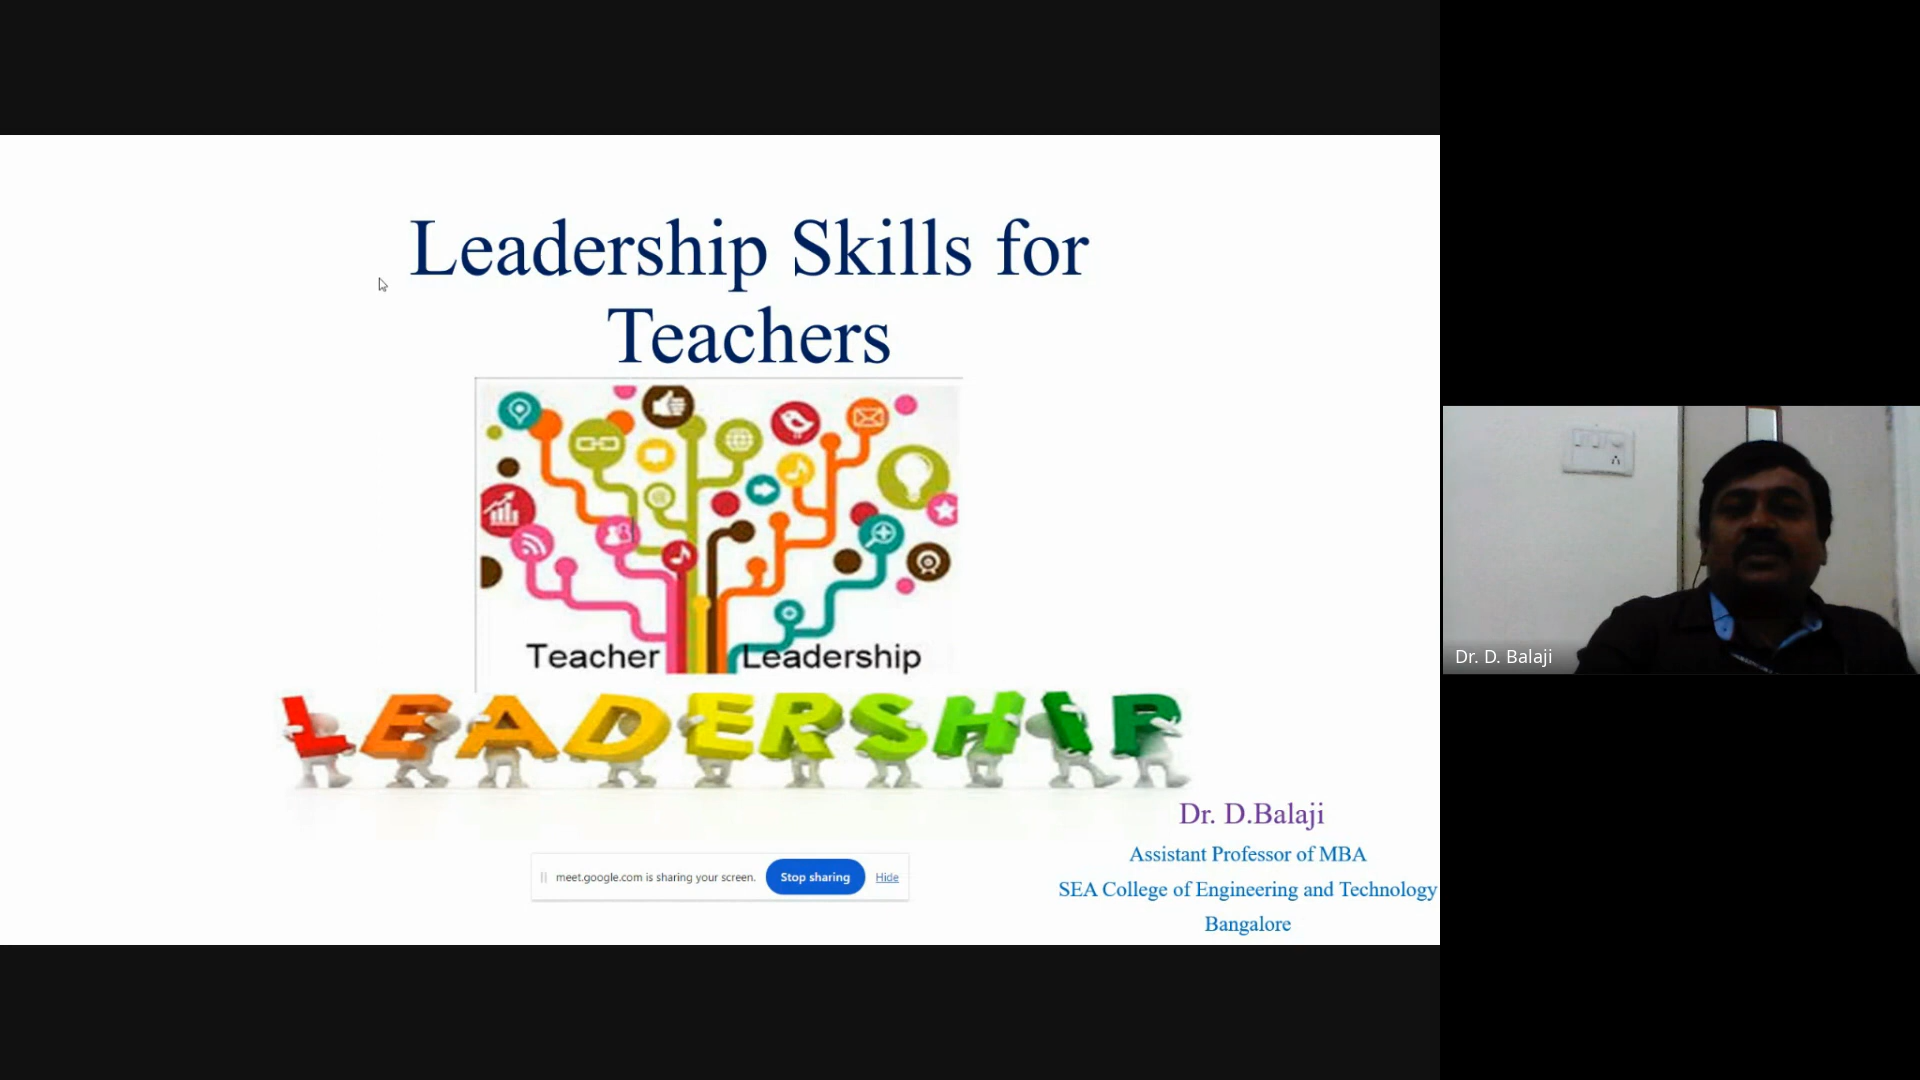 Leadership Skills for
Teachers
Teacher Leadership
LEADERSHIP
Dr. D.Balaji
Assistant Professor of MBA
SEA College of Engineering and Technology
Bangalore
meet.google.com is sharing your screen. Stop sharing Hide
Dr. D. Balaji